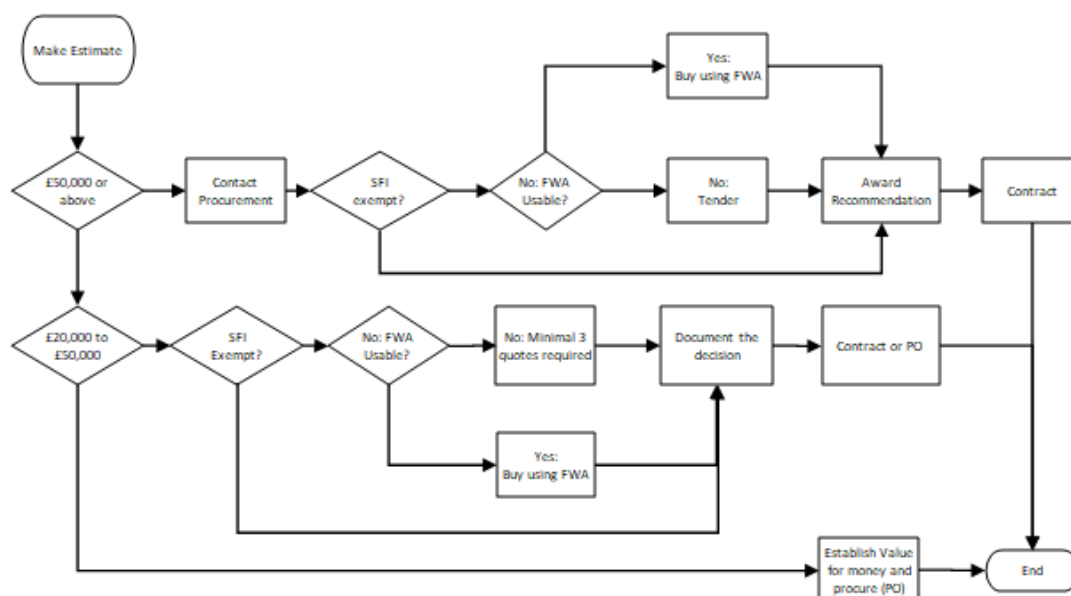 Make Estimate
£50,000 or
above
Contact
Procurement
SFI
exempt?
No: FWA
Usable?
Yes:
Buy using FWA
No:
Tender
Award
Recommendation
Contract
£20,000 to
£50,000
SFI
Exempt?
No: FWA
Usable?
No: Minimal 3
quotes required
Yes:
Buy using FWA
Document the
decision
Contract or PO
Establish Value
for money and
procure (PO)
End